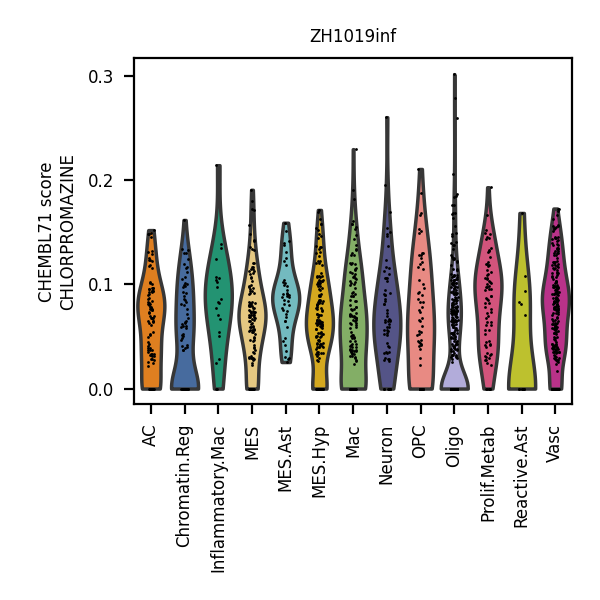 ZH1019inf
CHEMBL71 score
CHLORPROMAZINE
0.3
0.2
0.1
0.0
AC
Chromatin.Reg
Inflammatory.Mac
MES
MES.Ast
MES.Hyp
Mac
Neuron
OPC
Oligo
Prolif.Metab
Reactive.Ast
Vasc